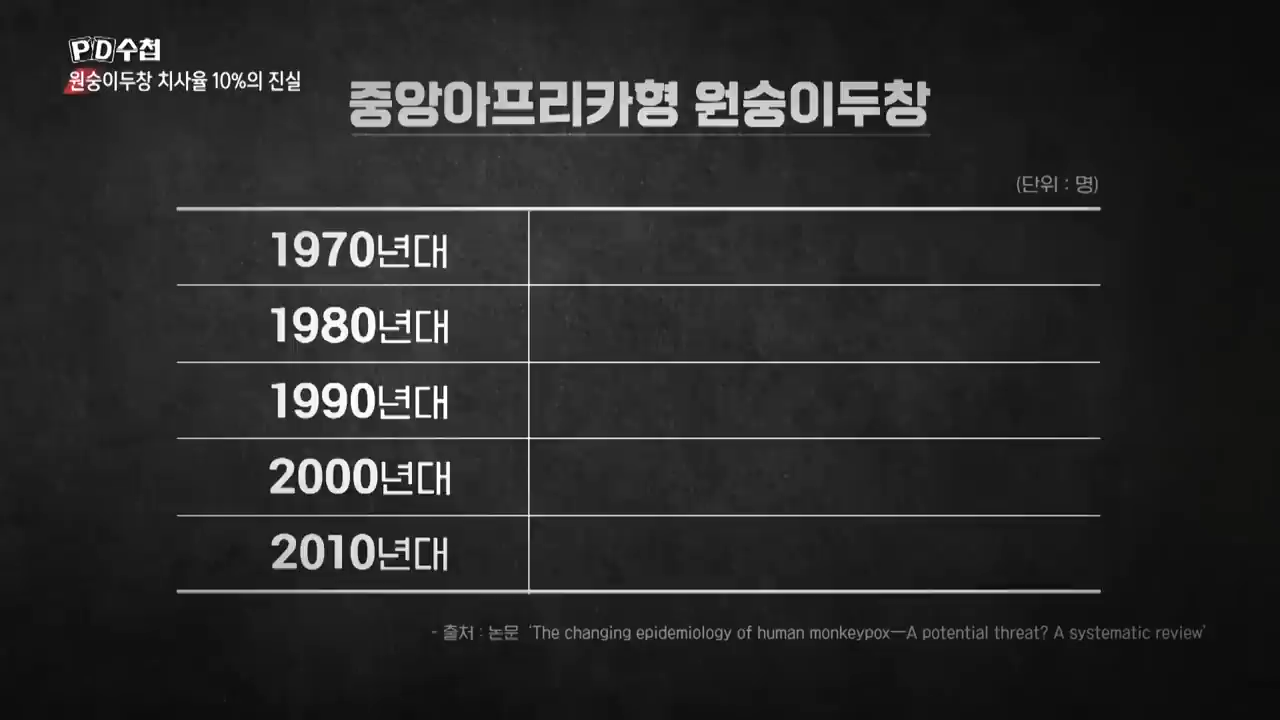 PD수첩
원숭이두창 치사율 10%의 진실
중앙아프리카형 원숭이두창
(단위 : 명)
1970년대
1980년대
1990년대
2000년대
2010년대
- 출처 : 논문 ‘The changing epidemiology of human monkeypox—A potential threat? A systematic review’